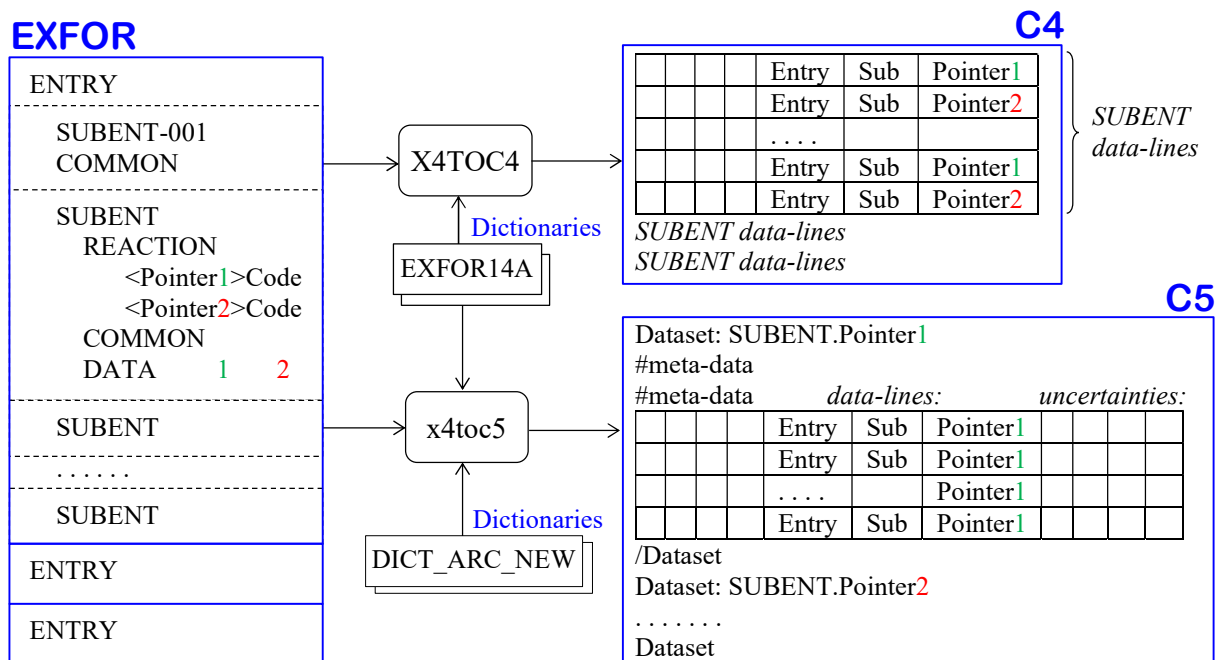 EXFOR
ENTRY
SUBENT-001
COMMON
SUBENT
REACTION
<Pointer1>Code
<Pointer2>Code
COMMON
DATA 1 2
SUBENT
. . . . . .
SUBENT
ENTRY
ENTRY
X4TOC4
Dictionaries
EXFOR14A
x4toc5
Dictionaries
DICT_ARC_NEW
C4
Entry Sub Pointer1
Entry Sub Pointer2
. . . .
Entry Sub Pointer1
Entry Sub Pointer2
SUBENT
data-lines
SUBENT data-lines
SUBENT data-lines
C5
Dataset: SUBENT.Pointer1
#meta-data
#meta-data data-lines: uncertainties:
Entry Sub Pointer1
Entry Sub Pointer1
. . . . Pointer1
Entry Sub Pointer1
/Dataset
Dataset: SUBENT.Pointer2
. . . . . . .
Dataset